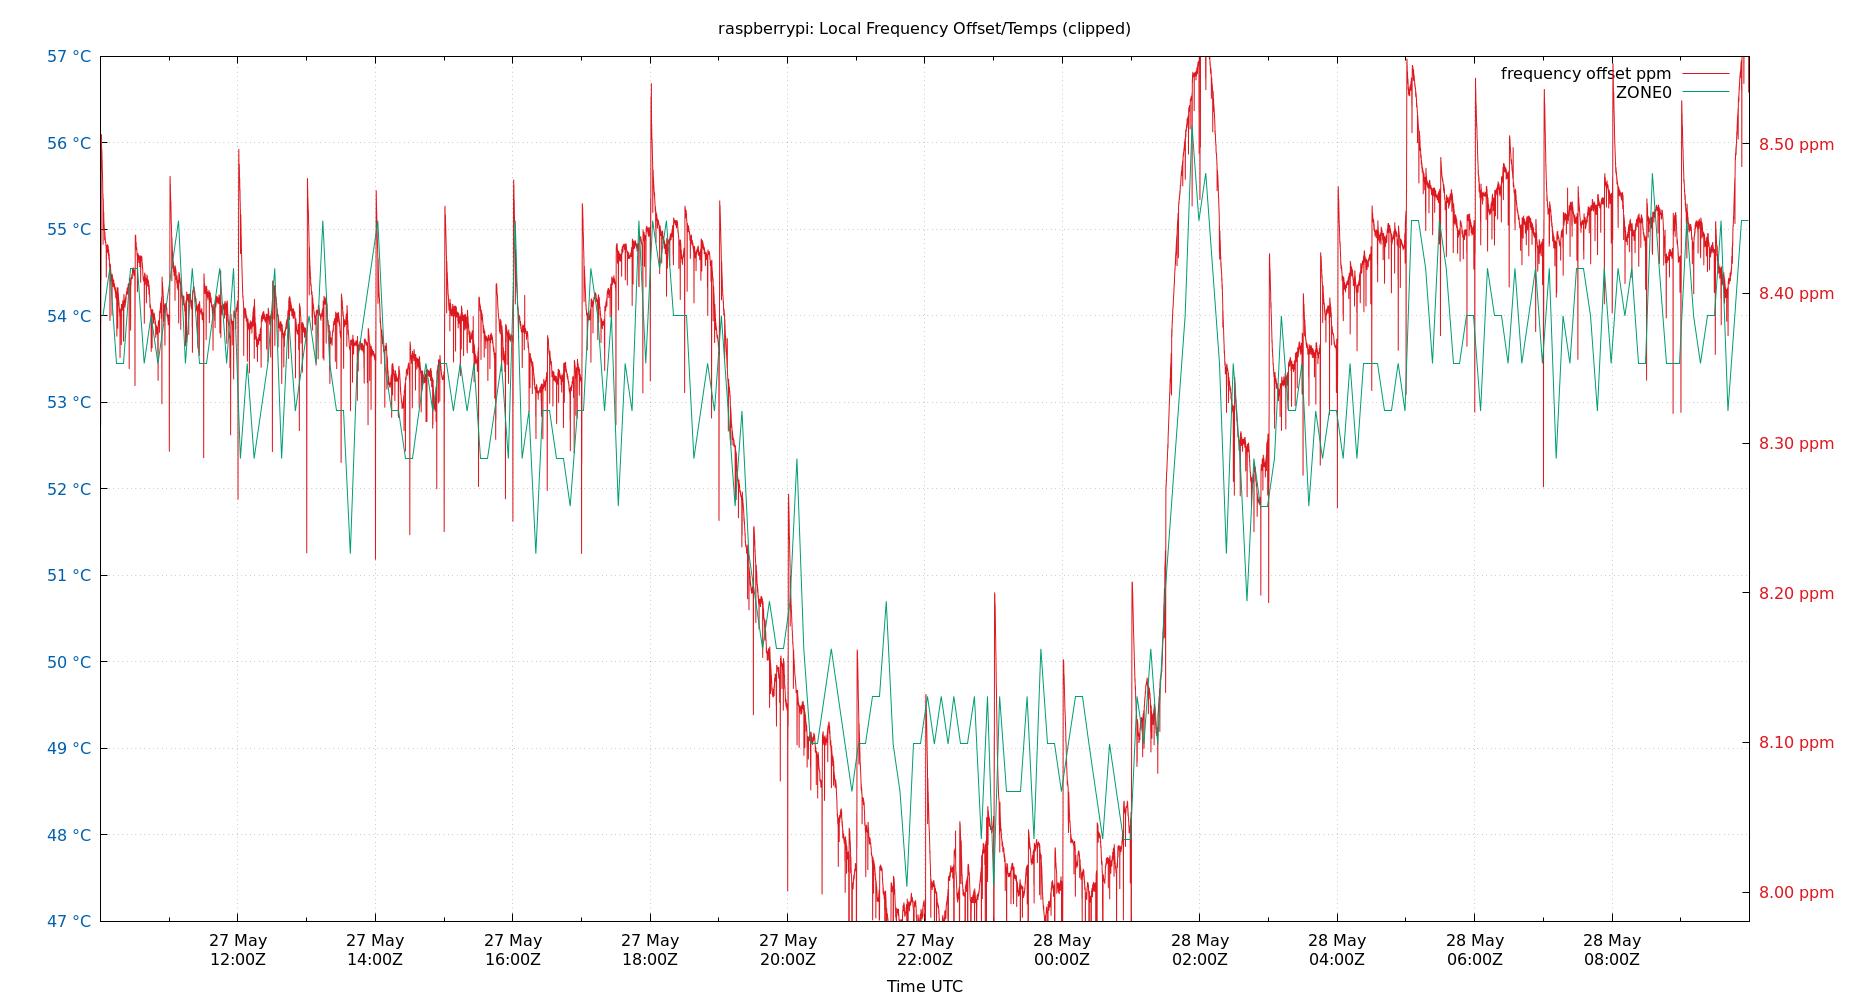 raspberrypi: Local Frequency Offset/Temps (clipped)
57 °C
56 °C
55 °C
54 °C
53 °C
52 °C
51 °C
50 °C
49 °C
48 °C
47 °C
frequency offset ppm
ZONE0
8.50 ppm
8.40 ppm
8.30 ppm
8.20 ppm
8.10 ppm
8.00 ppm
27 May 27 May 27 May 27 May 27 May 27 May 28 May 28 May 28 May 28 May 28 May
12:00Z 14:00Z 16:00Z 18:00Z 20:00Z 22:00Z 00:00Z 02:00Z 04:00Z 06:00Z 08:00Z
Time UTC